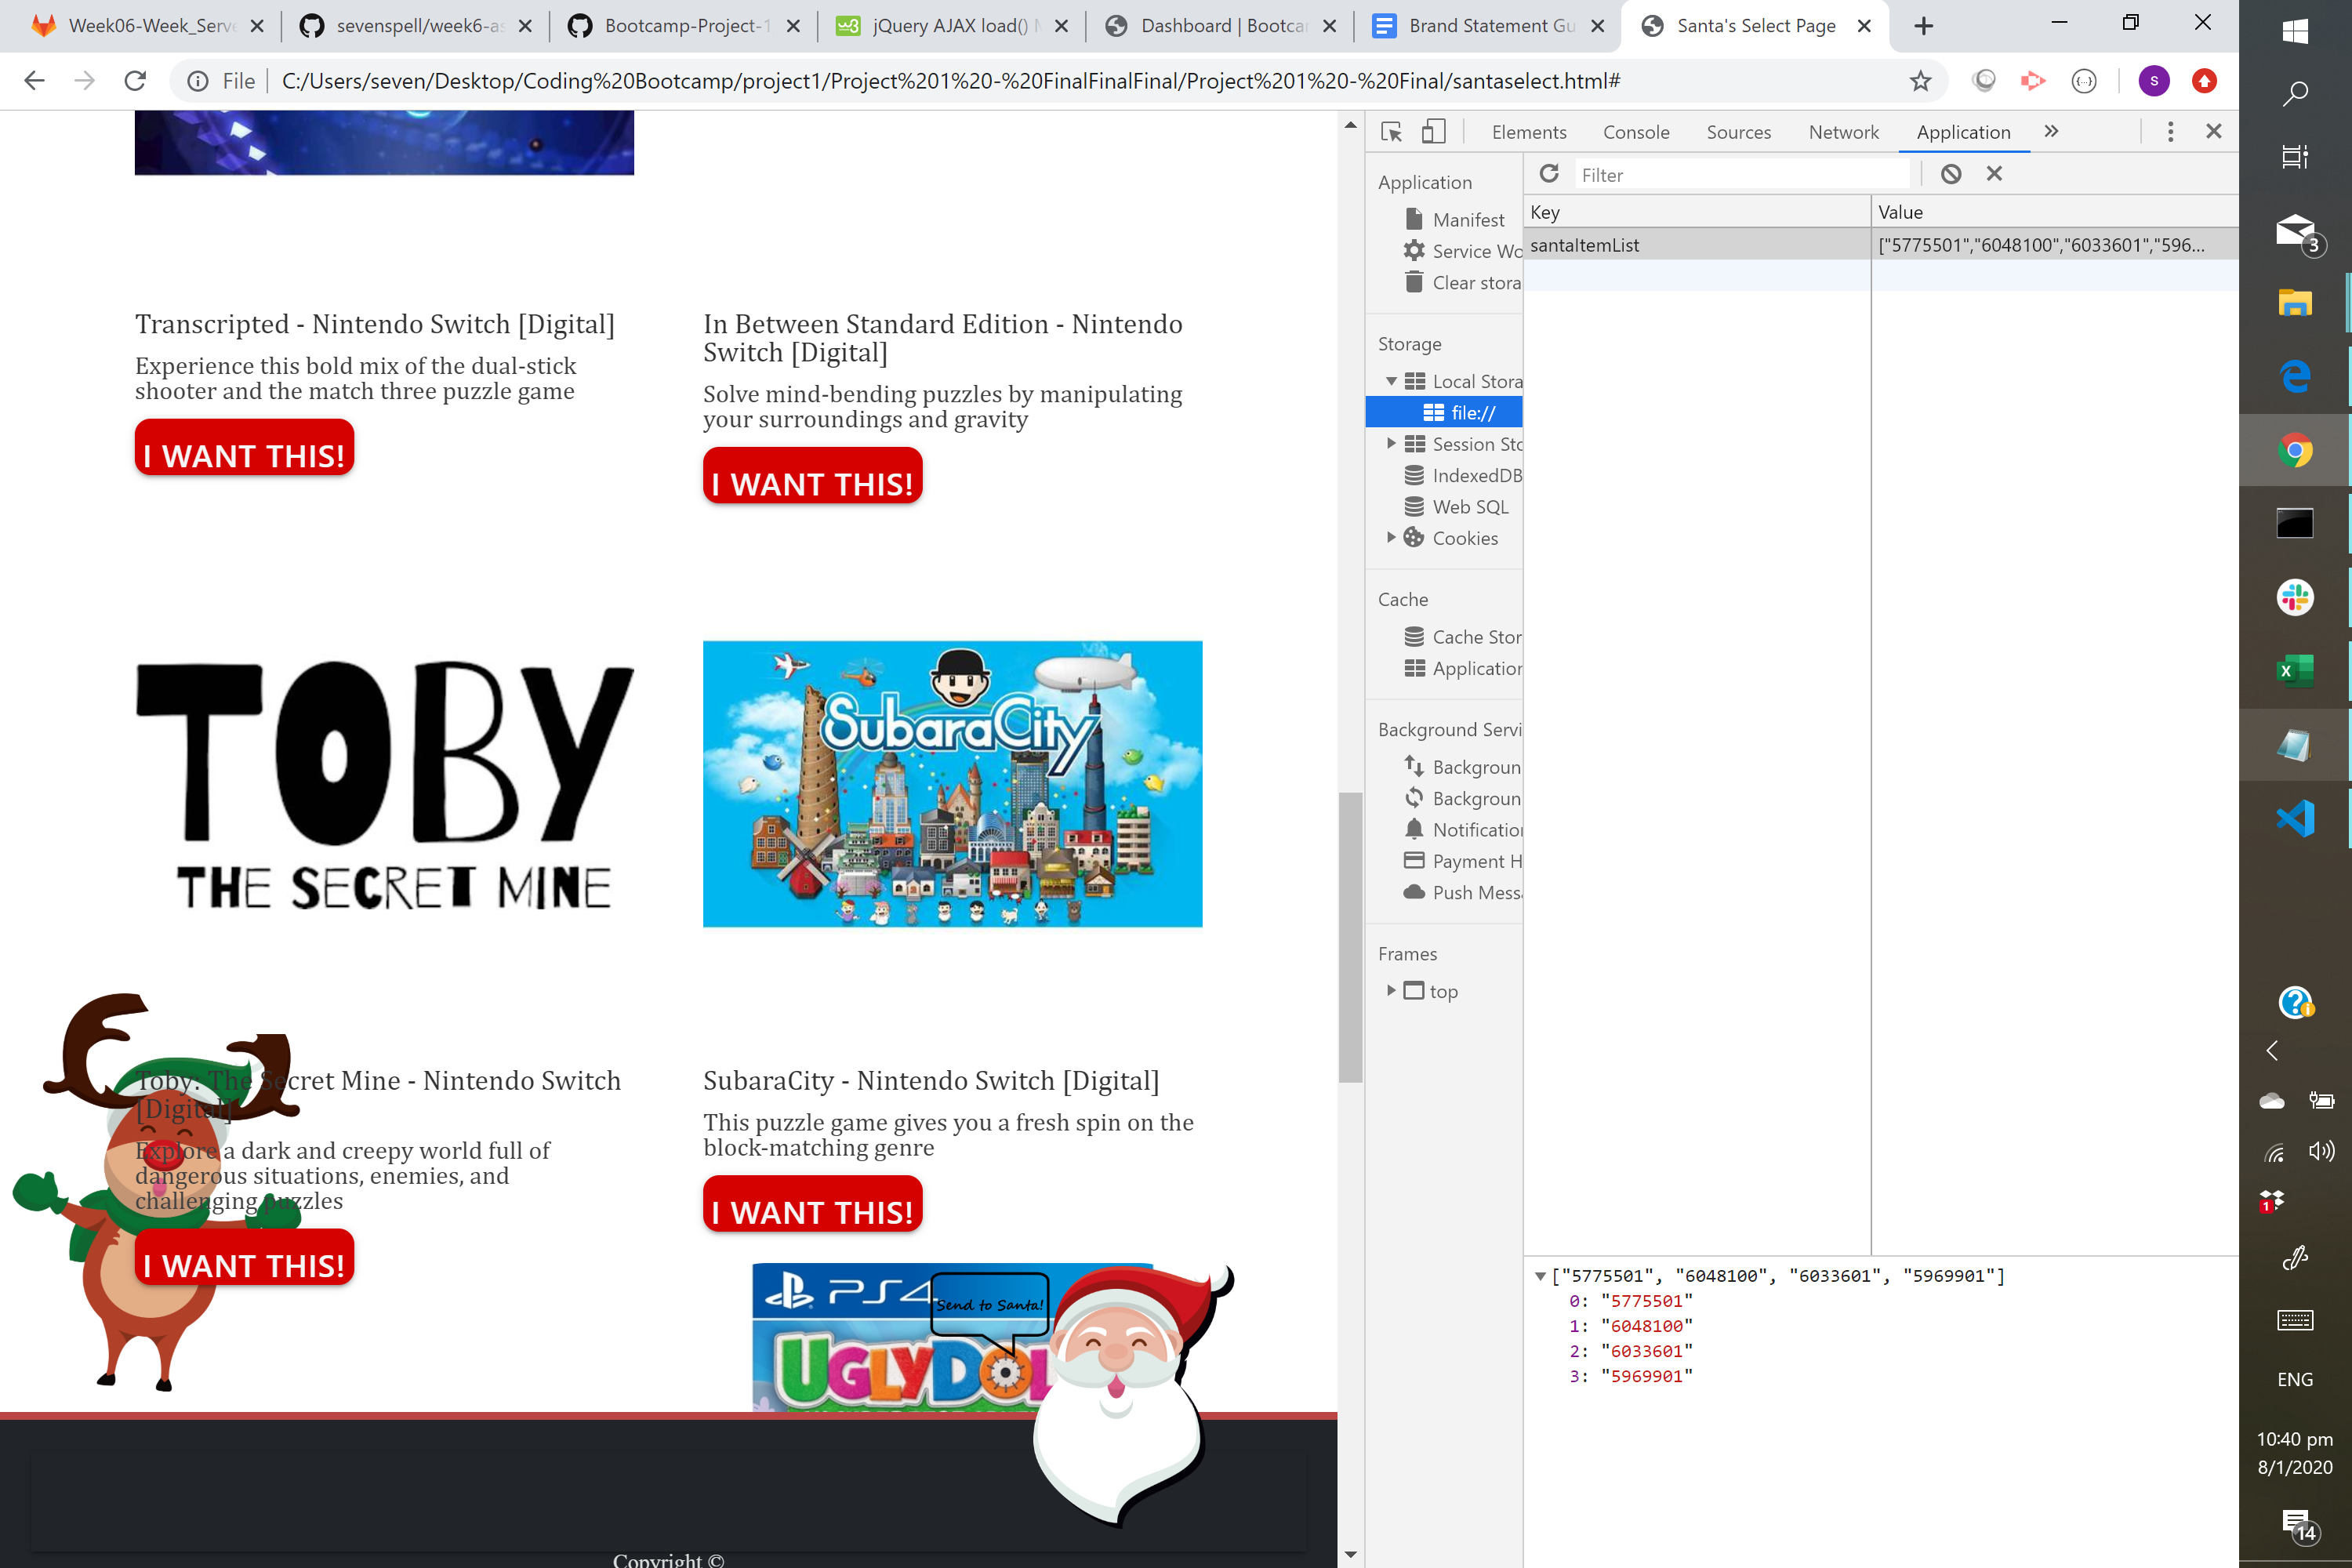 Week06-Week_Serve
sevenspell/week6-as
Bootcamp-Project-1
w3
jQuery AJAX load() M
Dashboard | Bootcam
Brand Statement Gu
Santa's Select Page
File
C:/Users/seven/Desktop/Coding%20Bootcamp/project1/Project%201%20-%20FinalFinalFinal/Project%201%20-%20Final/santaselect.html#
s
Transcripted - Nintendo Switch [Digital]
Experience this bold mix of the dual-stick
shooter and the match three puzzle game
I WANT THIS!
In Between Standard Edition - Nintendo
Switch [Digital]
Solve mind-bending puzzles by manipulating
your surroundings and gravity
I WANT THIS!
TOBY
THE SECRET MINE
SubaraCity
Toby: The Secret Mine - Nintendo Switch
[Digital]
Explore a dark and creepy world full of
dangerous situations, enemies, and
challenging puzzles
I WANT THIS!
SubaraCity - Nintendo Switch [Digital]
This puzzle game gives you a fresh spin on the
block-matching genre
I WANT THIS!
PS4
UGLYDOL
Send to Santa!
Copyright ©
Elements
Console
Sources
Network
Application
Application
Manifest
Service Wo
Clear stora
Storage
Local Stora
file://
Session Sto
IndexedDB
Web SQL
Cookies
Cache
Cache Stor
Application
Background Servi
Backgroun
Backgroun
Notification
Payment H
Push Messa
Frames
top
Filter
Key
Value
santaItemList
["5775501","6048100","6033601","596...
["5775501", "6048100", "6033601", "5969901"]
0: "5775501"
1: "6048100"
2: "6033601"
3: "5969901"
3
X
1
ENG
10:40 pm
8/1/2020
14